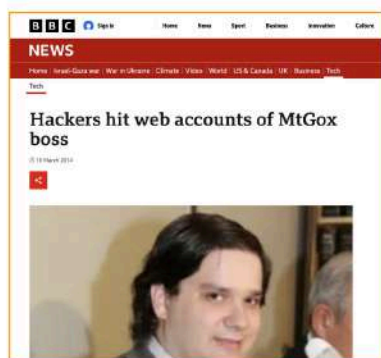 BBC Sign in Home News Sport Business Innovation Culture
NEWS
Home Israel-Gaza war War in Ukraine Climate Video World US & Canada UK Business Tech
Tech
Hackers hit web accounts of MtGox
boss
10 March 2014